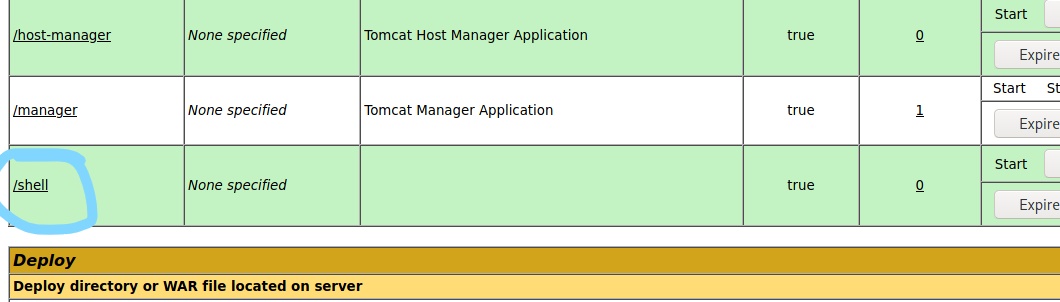 /host-manager None specified Tomcat Host Manager Application true 0 Start
Expire
/manager None specified Tomcat Manager Application true 1 Start St
Expire
/shell None specified true 0 Start
Expire
Deploy
Deploy directory or WAR file located on server